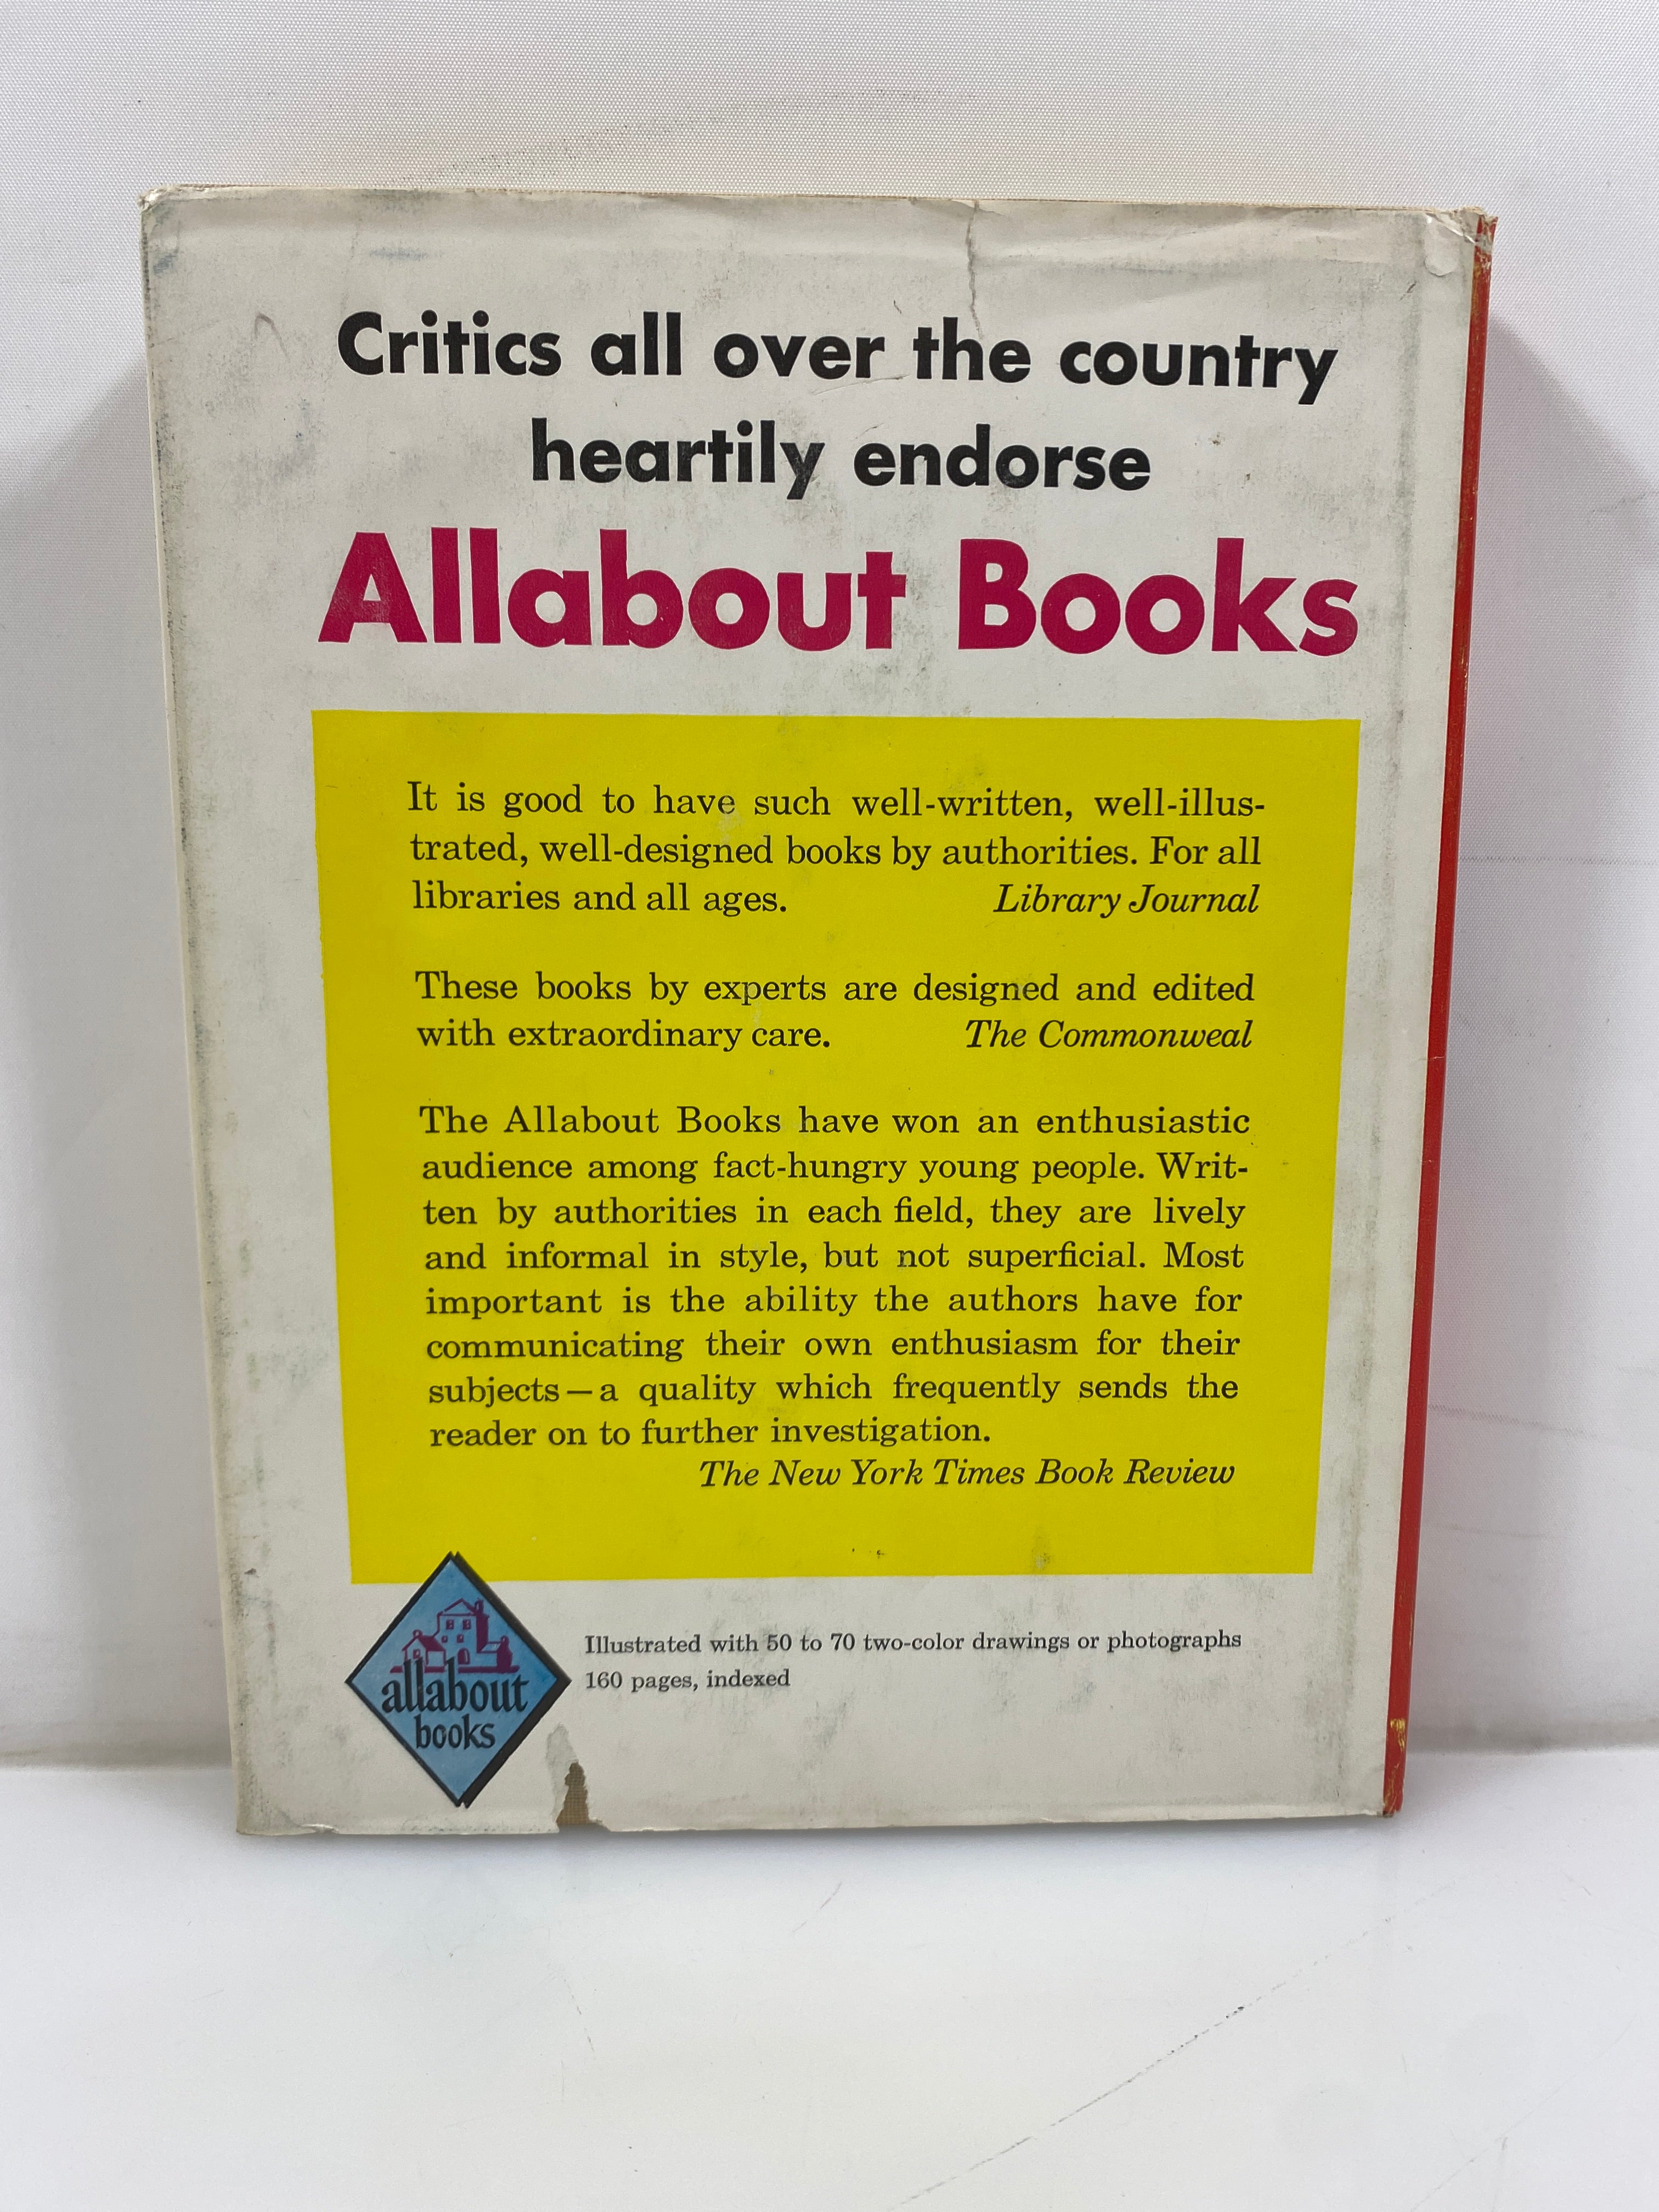 Critics all over the country
heartily endorse
Allabout Books
It is good to have such well-written, well-illus-
trated, well-designed books by authorities. For all
libraries and all ages. Library Journal
These books by experts are designed and edited
with extraordinary care. The Commonweal
The Allabout Books have won an enthusiastic
audience among fact-hungry young people. Writ-
ten by authorities in each field, they are lively
and informal in style, but not superficial. Most
important is the ability the authors have for
communicating their own enthusiasm for their
subjects—a quality which frequently sends the
reader on to further investigation.
The New York Times Book Review
allabout
books
Illustrated with 50 to 70 two-color drawings or photographs
160 pages, indexed